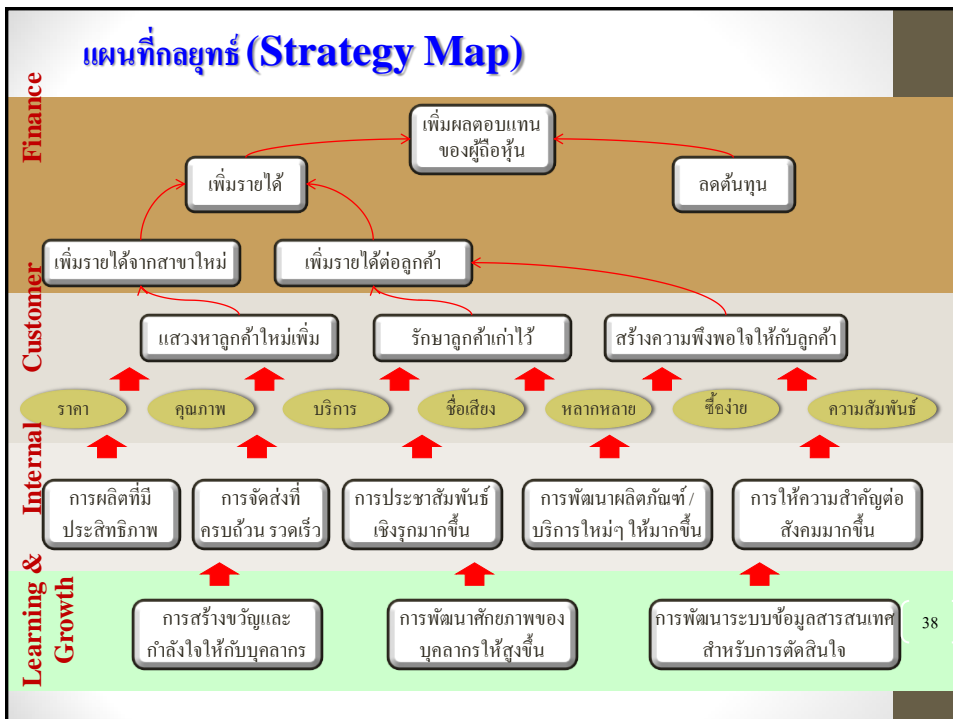 แผนที่กลยุทธ์ (Strategy Map)
Finance
เพิ่มผลตอบแทน
ของผู้ถือหุ้น
เพิ่มรายได้
ลดต้นทุน
เพิ่มรายได้จากสาขาใหม่
เพิ่มรายได้ต่อลูกค้า
Customer
แสวงหาลูกค้าใหม่เพิ่ม
รักษาลูกค้าเก่าไว้
สร้างความพึงพอใจให้กับลูกค้า
ราคา
คุณภาพ
บริการ
ชื่อเสียง
หลากหลาย
ซื้อง่าย
ความสัมพันธ์
Internal
การผลิตที่มี
ประสิทธิภาพ
การจัดส่งที่
ครบถ้วน รวดเร็ว
การประชาสัมพันธ์
เชิงรุกมากขึ้น
การพัฒนาผลิตภัณฑ์ /
บริการใหม่ๆ ให้มากขึ้น
การให้ความสำคัญต่อ
สังคมมากขึ้น
Learning &
Growth
การสร้างขวัญและ
กำลังใจให้กับบุคลากร
การพัฒนาศักยภาพของ
บุคลากรให้สูงขึ้น
การพัฒนาระบบข้อมูลสารสนเทศ
สำหรับการตัดสินใจ
38